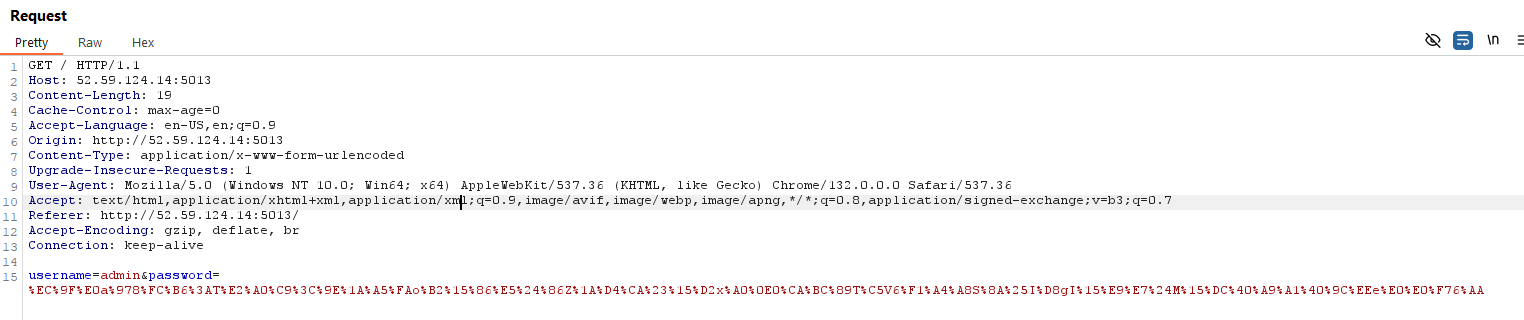 Request
Pretty Raw Hex
\n
1 GET / HTTP/1.1
2 Host: 52.59.124.14:5013
3 Content-Length: 19
4 Cache-Control: max-age=0
5 Accept-Language: en-US,en;q=0.9
6 Origin: http://52.59.124.14:5013
7 Content-Type: application/x-www-form-urlencoded
8 Upgrade-Insecure-Requests: 1
9 User-Agent: Mozilla/5.0 (Windows NT 10.0; Win64; x64) AppleWebKit/537.36 (KHTML, like Gecko) Chrome/132.0.0.0 Safari/537.36
10 Accept: text/html,application/xhtml+xml,application/xml;q=0.9,image/avif,image/webp,image/apng,*/*;q=0.8,application/signed-exchange;v=b3;q=0.7
11 Referer: http://52.59.124.14:5013/
12 Accept-Encoding: gzip, deflate, br
13 Connection: keep-alive
14
15 username=admin&password=
%EC%9F%E0a%978%FC%B6%3AT%E2%A0%C9%3C%9E%1A%A5%FAo%B2%15%86%E5%24%86Z%1A%D4%CA%23%15%D2x%A0%0E0%CA%BC%89T%C5V6%F1%A4%A8S%8A%25I%D8gI%15%E9%E7%24M%15%DC%40%A9%A1%40%9C%EEe%E0%E0%F76%AA